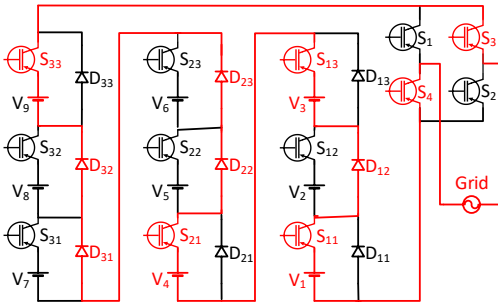 S1
S3
S33
D33
S23
D23
S13
D13
S4
S2
V9
V6
V3
S32
D32
S22
D22
S12
D12
Grid
V8
V5
V2
S31
D31
S21
D21
S11
D11
V7
V4
V1